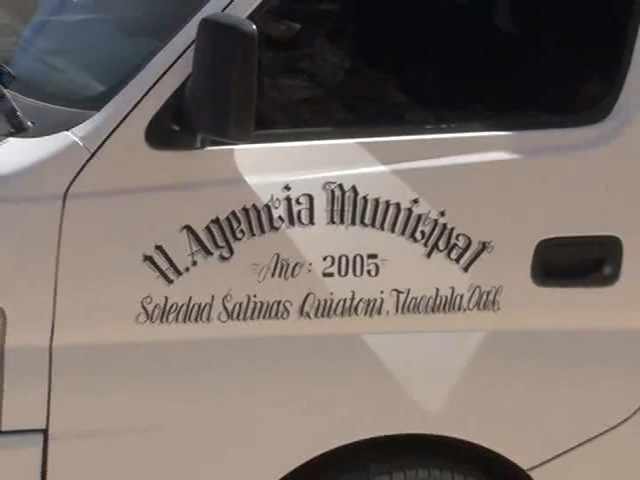 H. Agencia Municipal
Año: 2005
Soledad Salinas Quiatoni, Tlacolula, Oax.